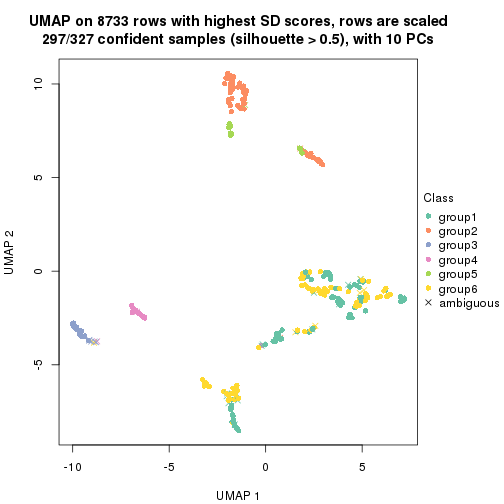 UMAP on 8733 rows with highest SD scores, rows are scaled
297/327 confident samples (silhouette > 0.5), with 10 PCs
10
5
0
-5
UMAP 2
-10
-5
0
5
UMAP 1
Class
group1
group2
group3
group4
group5
group6
ambiguous